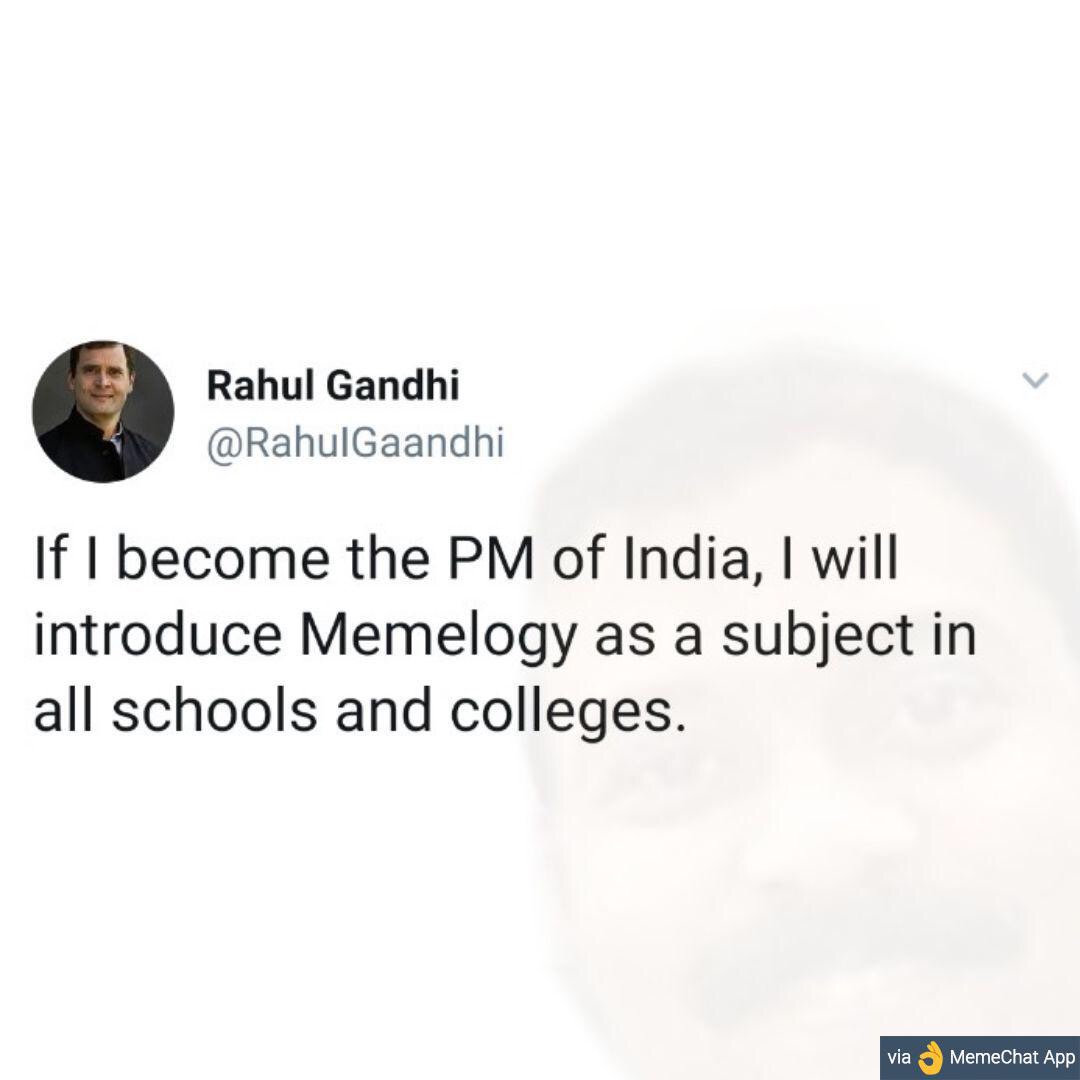 Rahul Gandhi
@RahulGaandhi
If I become the PM of India, I will
introduce Memelogy as a subject in
all schools and colleges.
via 👌 MemeChat App